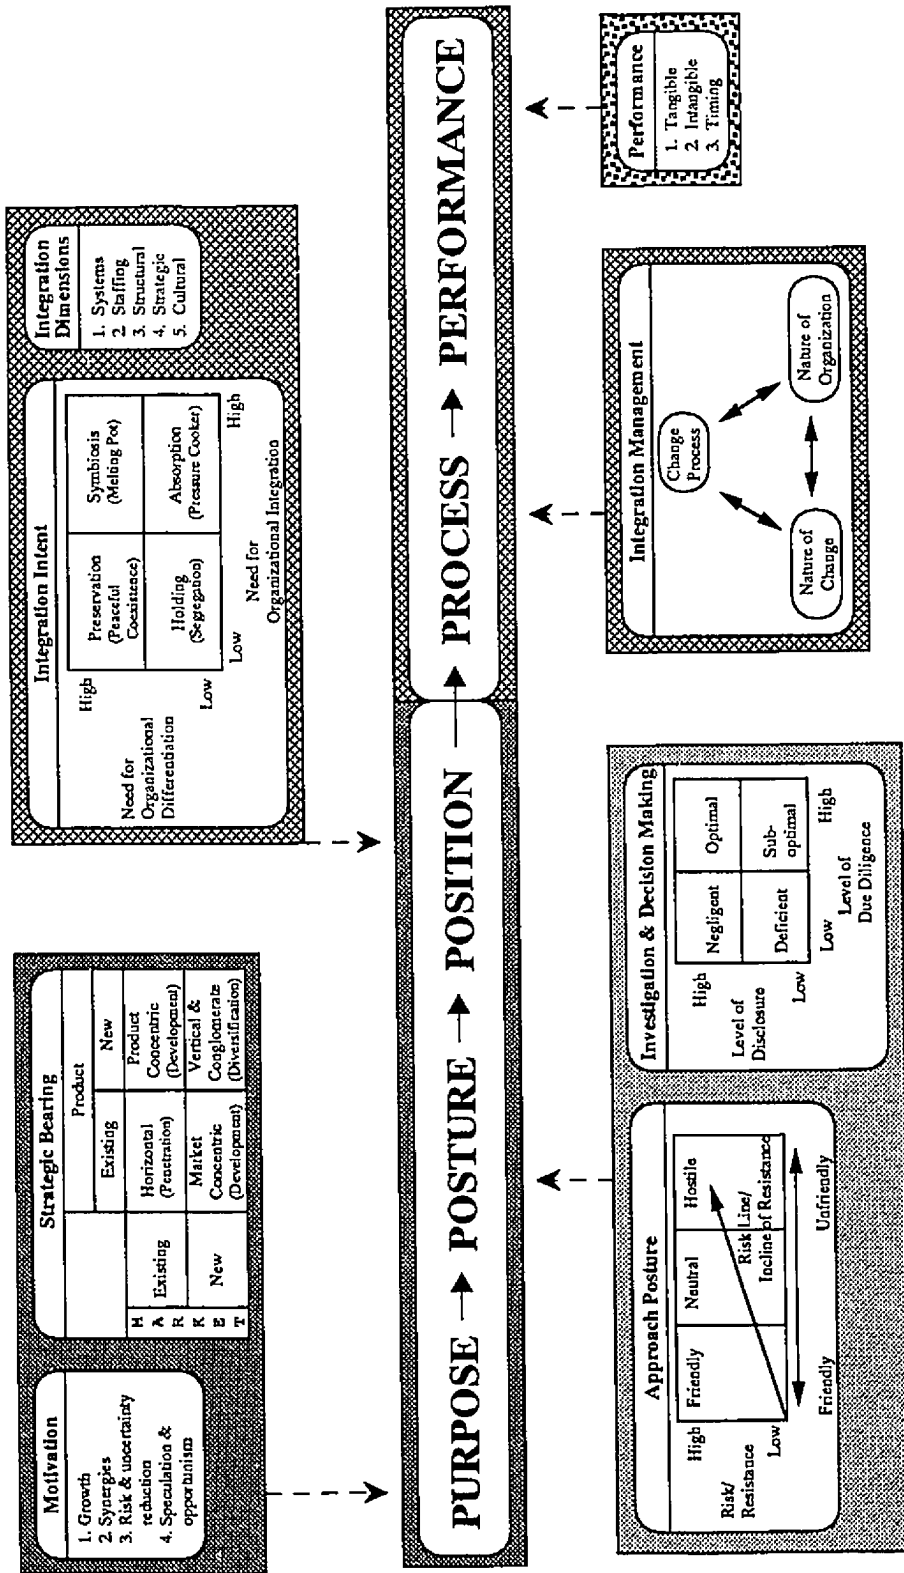 Motivation
1. Growth
2. Synergies
3. Risk & uncertainty
reduction
4. Speculation &
opportunism
Strategic Bearing
Product
Existing
New
M
A
R
K
E
T
Existing
Horizontal
(Penetration)
Product
Concentric
(Development)
New
Market
Concentric
(Development)
Vertical &
Conglomerate
(Diversification)
Integration Intent
Need for
Organizational
Differentiation
High
Low
Preservation
(Peaceful
Coexistence)
Symbiosis
(Melting Pot)
Holding
(Segregation)
Absorption
(Pressure Cooker)
Low
High
Need for
Organizational Integration
Integration
Dimensions
1. Systems
2. Staffing
3. Structural
4. Strategic
5. Cultural
PURPOSE
POSTURE
POSITION
PROCESS
PERFORMANCE
Approach Posture
Risk/
Resistance
High
Low
Friendly
Neutral
Hostile
Risk Line/
Incline of Resistance
Friendly
Unfriendly
Investigation & Decision Making
Level of
Disclosure
High
Low
Negligent
Optimal
Deficient
Sub-
optimal
Low
High
Level of
Due Diligence
Integration Management
Change
Process
Nature of
Change
Nature of
Organization
Performance
1. Tangible
2. Intangible
3. Timing